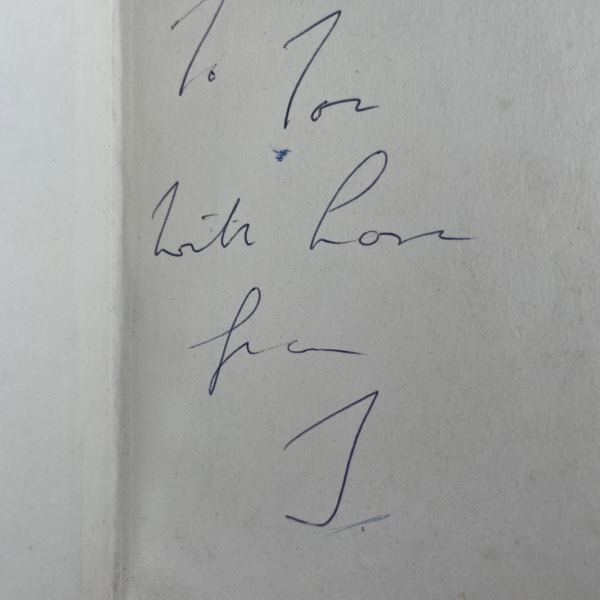 To
with love
from
J